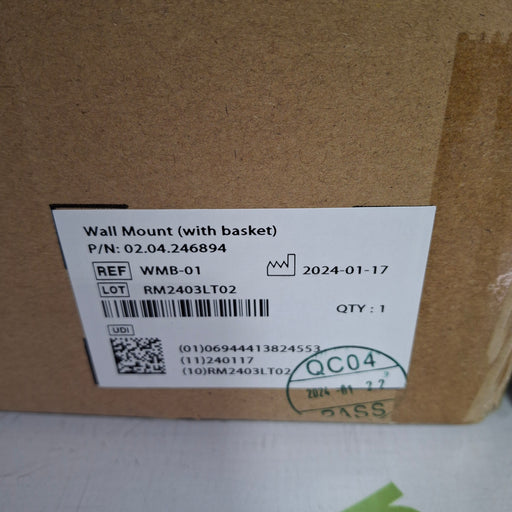 Wall Mount (with basket)
P/N: 02.04.246894
REF WMB-01 2024-01-17
LOT RM2403LT02
QTY : 1
UDI
(01)06944413824553
(11)240117
(10)RM2403LT02
QC04
2024 -01 22
PASS